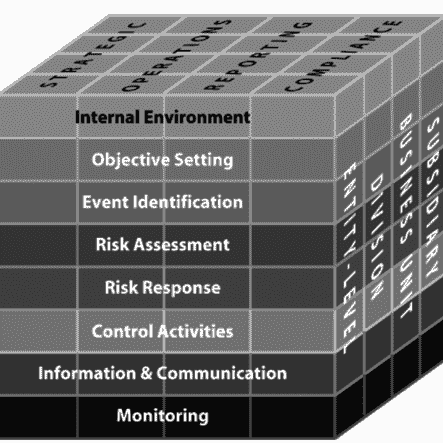 STRATEGIC
OPERATIONS
REPORTING
COMPLIANCE
Internal Environment
Objective Setting
Event Identification
Risk Assessment
Risk Response
Control Activities
Information & Communication
Monitoring
ENTITY-LEVEL
DIVISION
BUSINESS UNIT
SUBSIDIARY